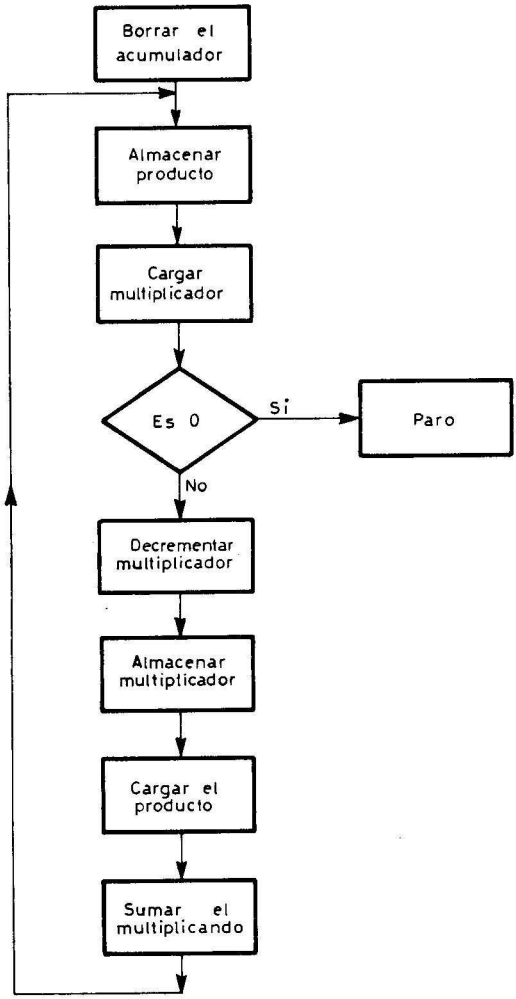 Borrar el
acumulador
Almacenar
producto
Cargar
multiplicador
Es 0
Sí
Paro
No
Decrementar
multiplicador
Almacenar
multiplicador
Cargar el
producto
Sumar el
multiplicando